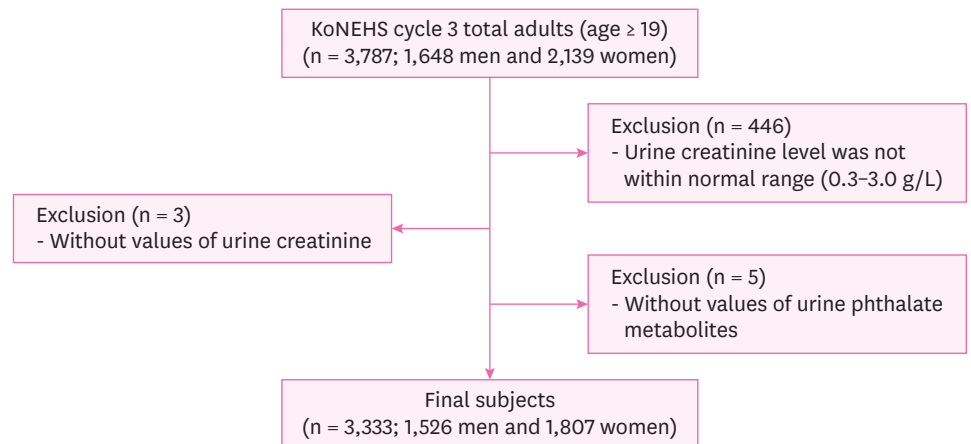 KoNEHS cycle 3 total adults (age ≥ 19)
(n = 3,787; 1,648 men and 2,139 women)
Exclusion (n = 446)
- Urine creatinine level was not
within normal range (0.3–3.0 g/L)
Exclusion (n = 3)
- Without values of urine creatinine
Exclusion (n = 5)
- Without values of urine phthalate
metabolites
Final subjects
(n = 3,333; 1,526 men and 1,807 women)